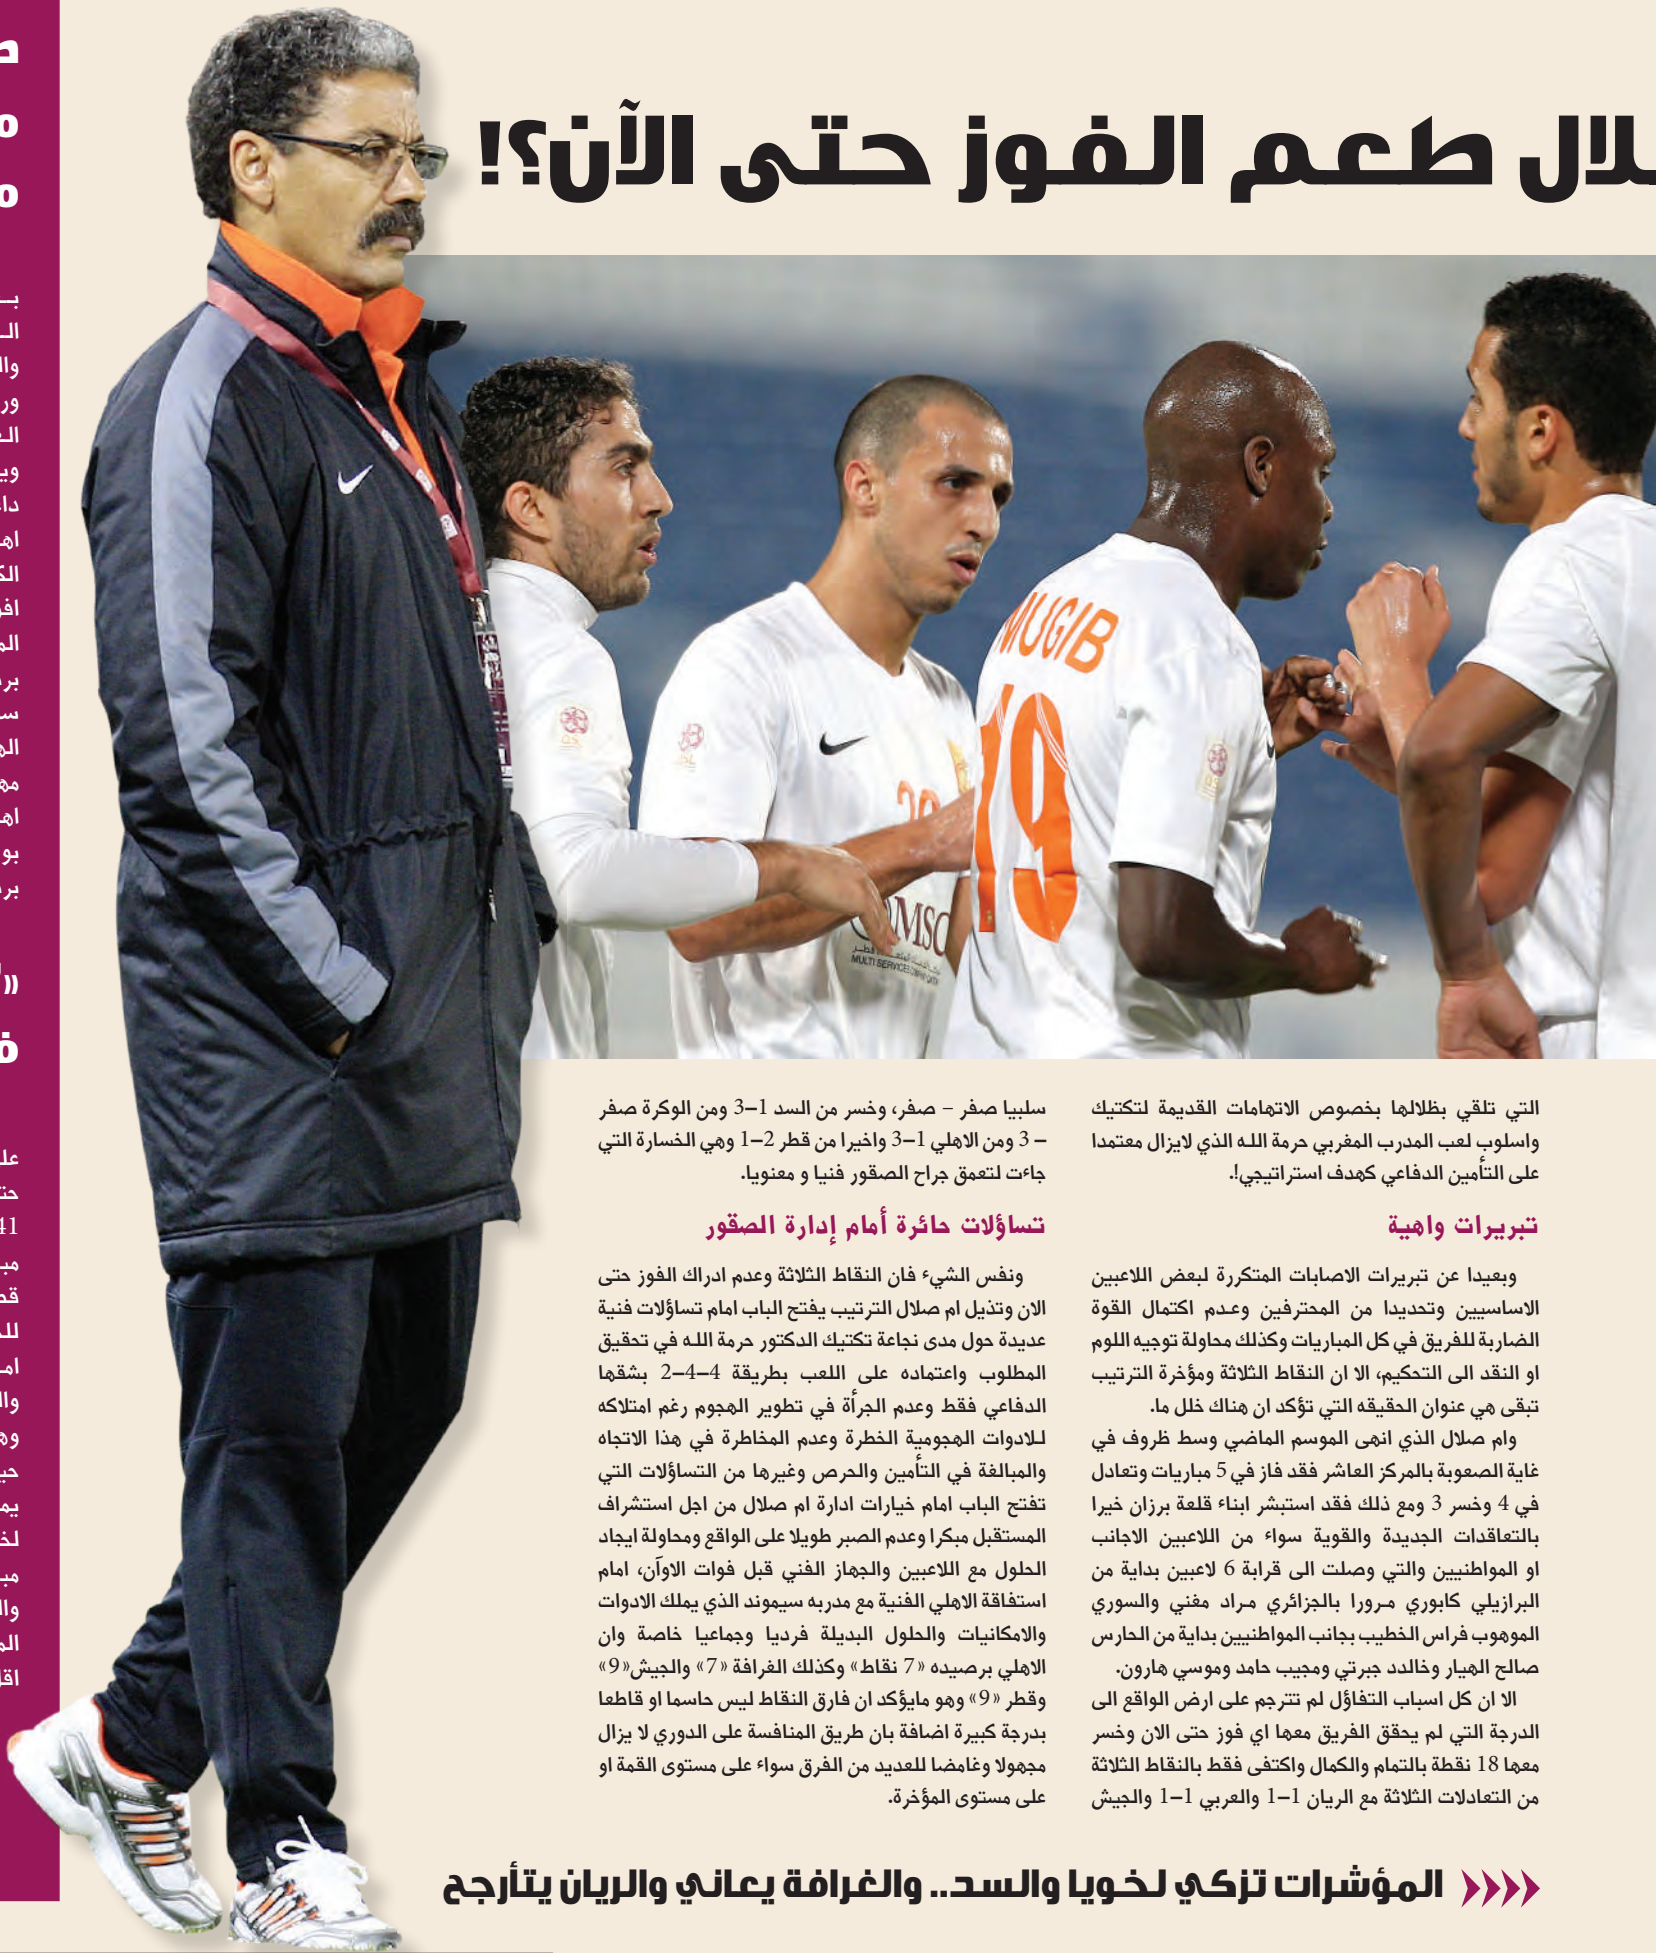 طعم الفوز حتى الآن؟!
MUGIB
19
MULTI SERVICES
التي تلقي بظلالها بخصوص الاتهامات القديمة لتكتيك
واسلوب لعب المدرب المغربي حرمة الله الذي لايزال معتمدا
على التأمين الدفاعي كهدف استراتيجي!.
تبريرات واهية
وبعيدا عن تبريرات الاصابات المتكررة لبعض اللاعبين
الاساسيين وتحديدا من المحترفين وعدم اكتمال القوة
الضاربة للفريق في كل المباريات وكذلك محاولة توجيه اللوم
او النقد الى التحكيم، الا ان النقاط الثلاثة ومؤخرة الترتيب
تبقى هي عنوان الحقيقه التي تؤكد ان هناك خلل ما.
وام صلال الذي انهى الموسم الماضي وسط ظروف في
غاية الصعوبة بالمركز العاشر فقد فاز في 5 مباريات وتعادل
في 4 وخسر 3 ومع ذلك فقد استبشر ابناء قلعة برزان خيرا
بالتعاقدات الجديدة والقوية سواء من اللاعبين الاجانب
او المواطنيين والتي وصلت الى قرابة 6 لاعبين بداية من
البرازيلي كابوري مرورا بالجزائري مراد مغني والسوري
الموهوب فراس الخطيب بجانب المواطنيين بداية من الحارس
صالح الهيار وخالدد جبرتي ومجيب حامد وموسي هارون.
الا ان كل اسباب التفاؤل لم تترجم على ارض الواقع الى
الدرجة التي لم يحقق الفريق معها اي فوز حتى الان وخسر
معها 18 نقطة بالتمام والكمال واكتفى فقط بالنقاط الثلاثة
من التعادلات الثلاثة مع الريان 1–1 والعربي 1–1 والجيش
سلبيا صفر – صفر، وخسر من السد 1–3 ومن الوكرة صفر
– 3 ومن الاهلي 1–3 واخيرا من قطر 2–1 وهي الخسارة التي
جاءت لتعمق جراح الصقور فنيا و معنويا.
تساؤلات حائرة أمام إدارة الصقور
ونفس الشيء فان النقاط الثلاثة وعدم ادراك الفوز حتى
الان وتذيل ام صلال الترتيب يفتح الباب امام تساؤلات فنية
عديدة حول مدى نجاعة تكتيك الدكتور حرمة الله في تحقيق
المطلوب واعتماده على اللعب بطريقة 4–4–2 بشقها
الدفاعي فقط وعدم الجرأة في تطوير الهجوم رغم امتلاكه
للادوات الهجومية الخطرة وعدم المخاطرة في هذا الاتجاه
والمبالغة في التأمين والحرص وغيرها من التساؤلات التي
تفتح الباب امام خيارات ادارة ام صلال من اجل استشراف
المستقبل مبكرا وعدم الصبر طويلا على الواقع ومحاولة ايجاد
الحلول مع اللاعبين والجهاز الفني قبل فوات الاوآن، امام
استفاقة الاهلي الفنية مع مدربه سيموند الذي يملك الادوات
والامكانيات والحلول البديلة فرديا وجماعيا خاصة وان
الاهلي برصيده «7 نقاط» وكذلك الغرافة «7» والجيش«9»
وقطر «9» وهو مايؤكد ان فارق النقاط ليس حاسما او قاطعا
بدرجة كبيرة اضافة بان طريق المنافسة على الدوري لا يزال
مجهولا وغامضا للعديد من الفرق سواء على مستوى القمة او
على مستوى المؤخرة.
المؤشرات تزكي لخويا والسد.. والغرافة يعاني والريان يتأرجح